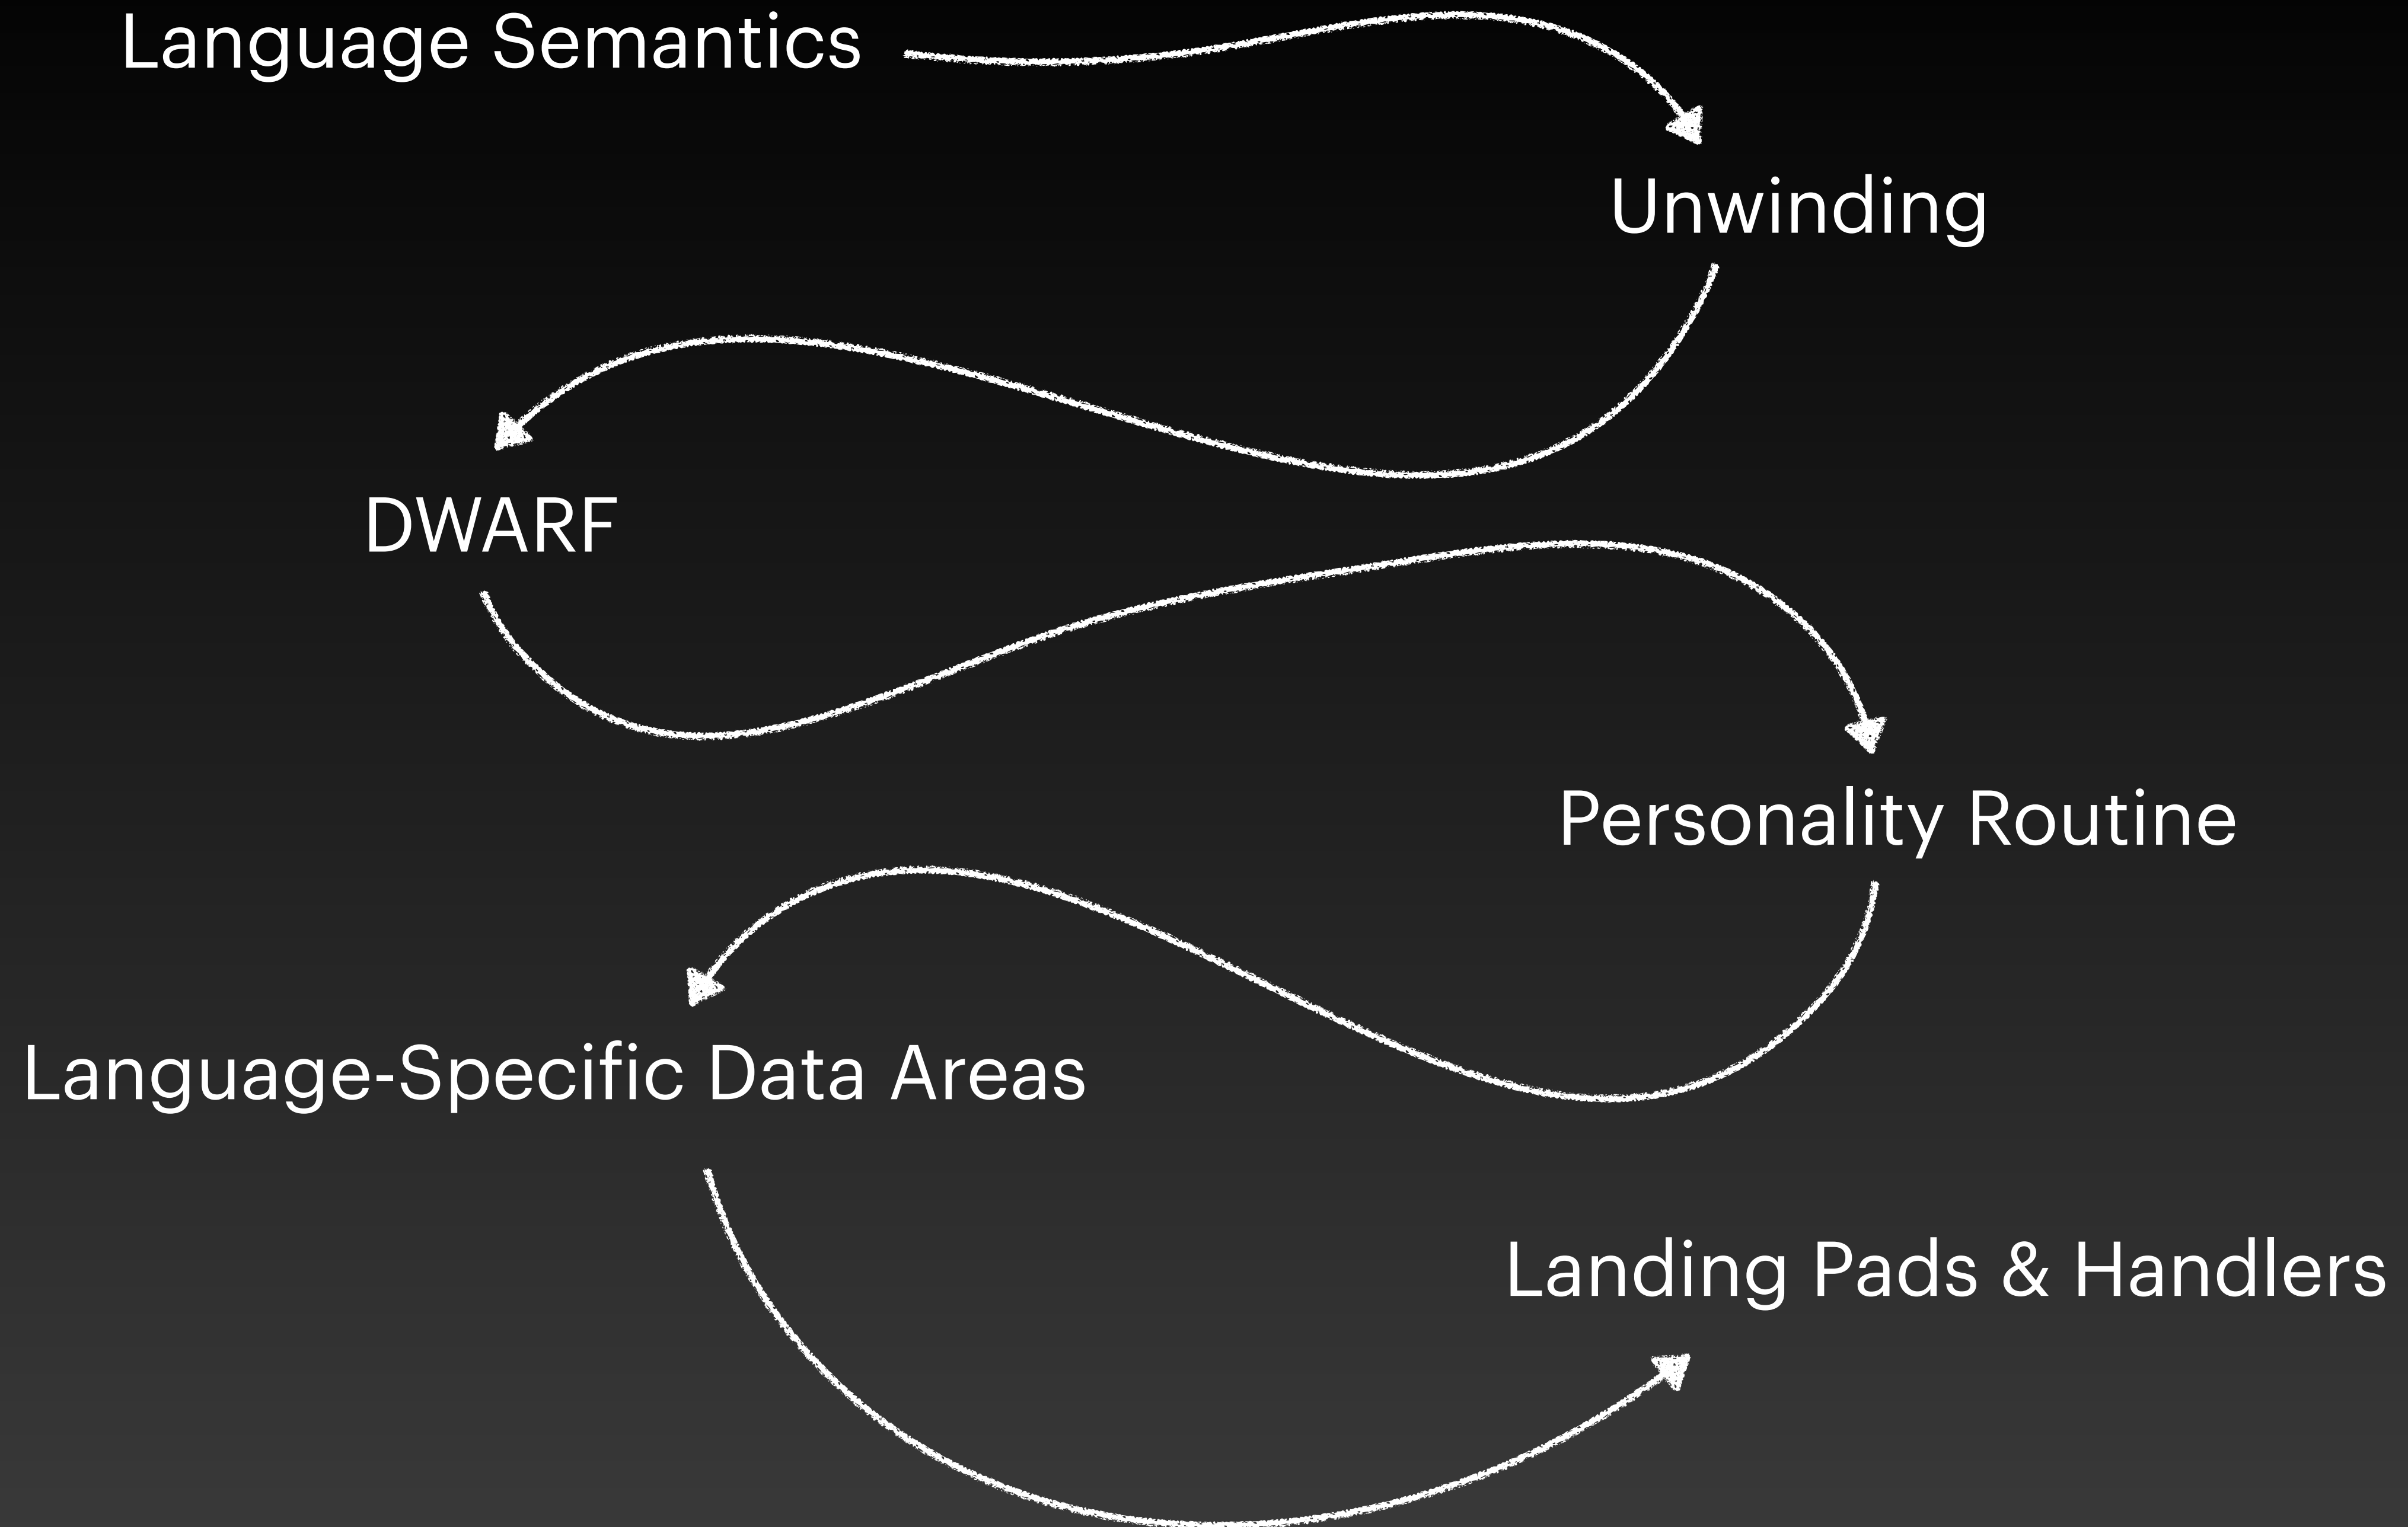 Language Semantics
Unwinding
DWARF
Personality Routine
Language-Specific Data Areas
Landing Pads & Handlers